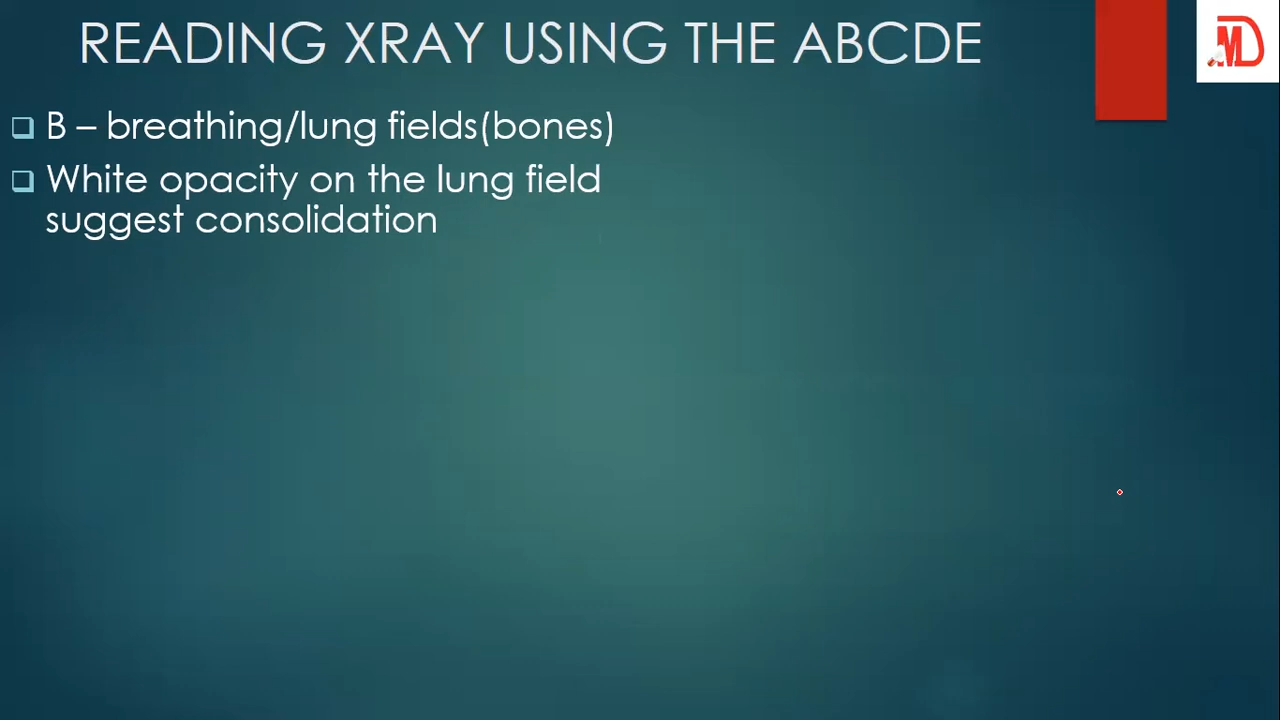 READING XRAY USING THE ABCDE
B – breathing/lung fields(bones)
White opacity on the lung field
suggest consolidation
MD